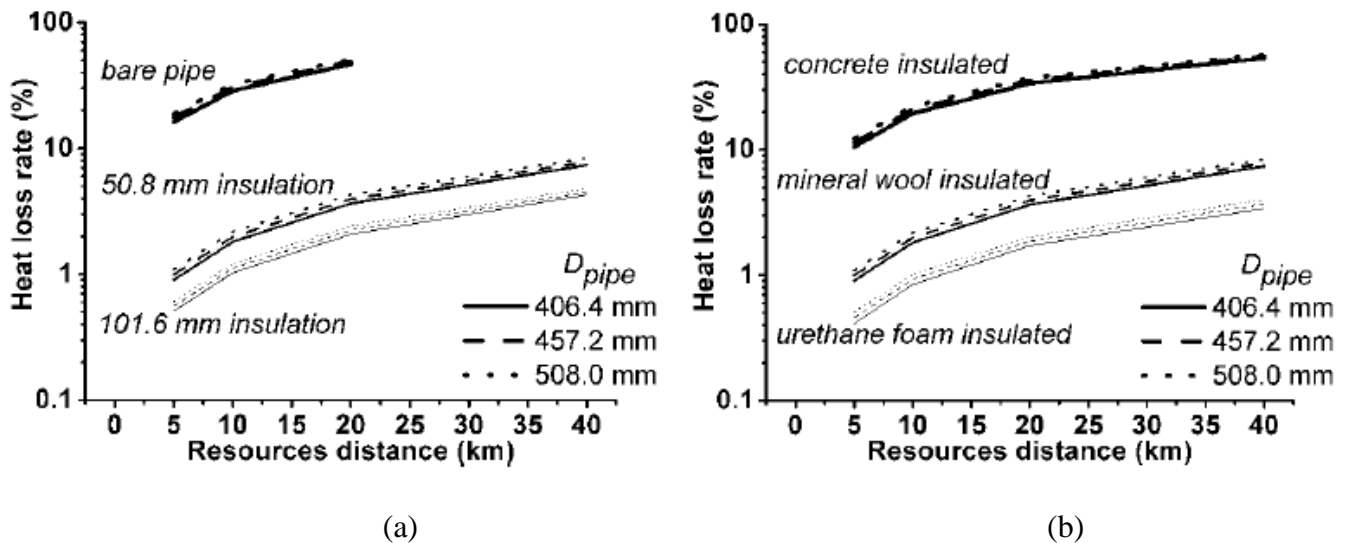 100
10
1
0.1
Heat loss rate (%)
bare pipe
50.8 mm insulation
101.6 mm insulation
D_pipe
406.4 mm
457.2 mm
508.0 mm
0 5 10 15 20 25 30 35 40
Resources distance (km)
(a)
100
10
1
0.1
Heat loss rate (%)
concrete insulated
mineral wool insulated
urethane foam insulated
D_pipe
406.4 mm
457.2 mm
508.0 mm
0 5 10 15 20 25 30 35 40
Resources distance (km)
(b)